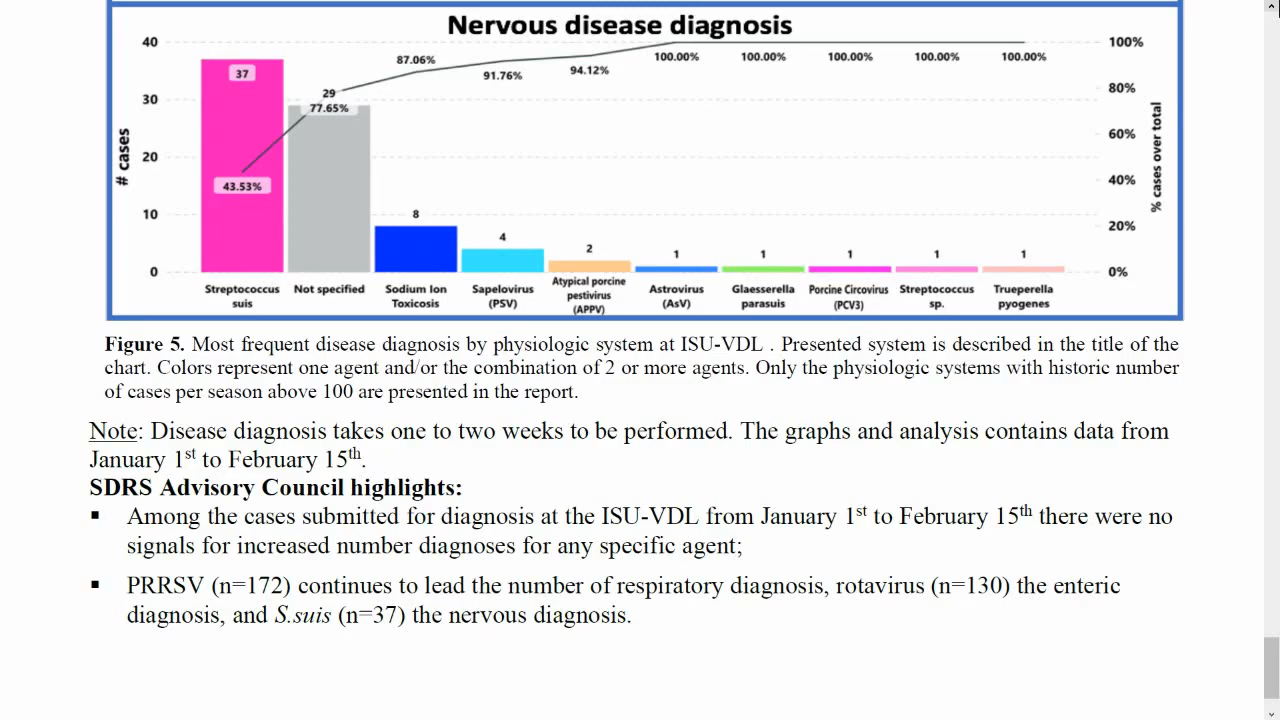 Nervous disease diagnosis
# cases
40
30
20
10
0
100%
80%
60%
40%
20%
0%
% cases over total
37
29
8
4
2
1
1
1
1
1
43.53%
77.65%
87.06%
91.76%
94.12%
100.00%
100.00%
100.00%
100.00%
100.00%
Streptococcus
suis
Not specified
Sodium Ion
Toxicosis
Sapelovirus
(PSV)
Atypical porcine
pestivirus
(APPV)
Astrovirus
(AsV)
Glaesserella
parasuis
Porcine Circovirus
(PCV3)
Streptococcus
sp.
Trueperella
pyogenes
Figure 5. Most frequent disease diagnosis by physiologic system at ISU-VDL . Presented system is described in the title of the
chart. Colors represent one agent and/or the combination of 2 or more agents. Only the physiologic systems with historic number
of cases per season above 100 are presented in the report.
Note: Disease diagnosis takes one to two weeks to be performed. The graphs and analysis contains data from
January 1st to February 15th.
SDRS Advisory Council highlights:
▪ Among the cases submitted for diagnosis at the ISU-VDL from January 1st to February 15th there were no
signals for increased number diagnoses for any specific agent;
▪ PRRSV (n=172) continues to lead the number of respiratory diagnosis, rotavirus (n=130) the enteric
diagnosis, and S.suis (n=37) the nervous diagnosis.